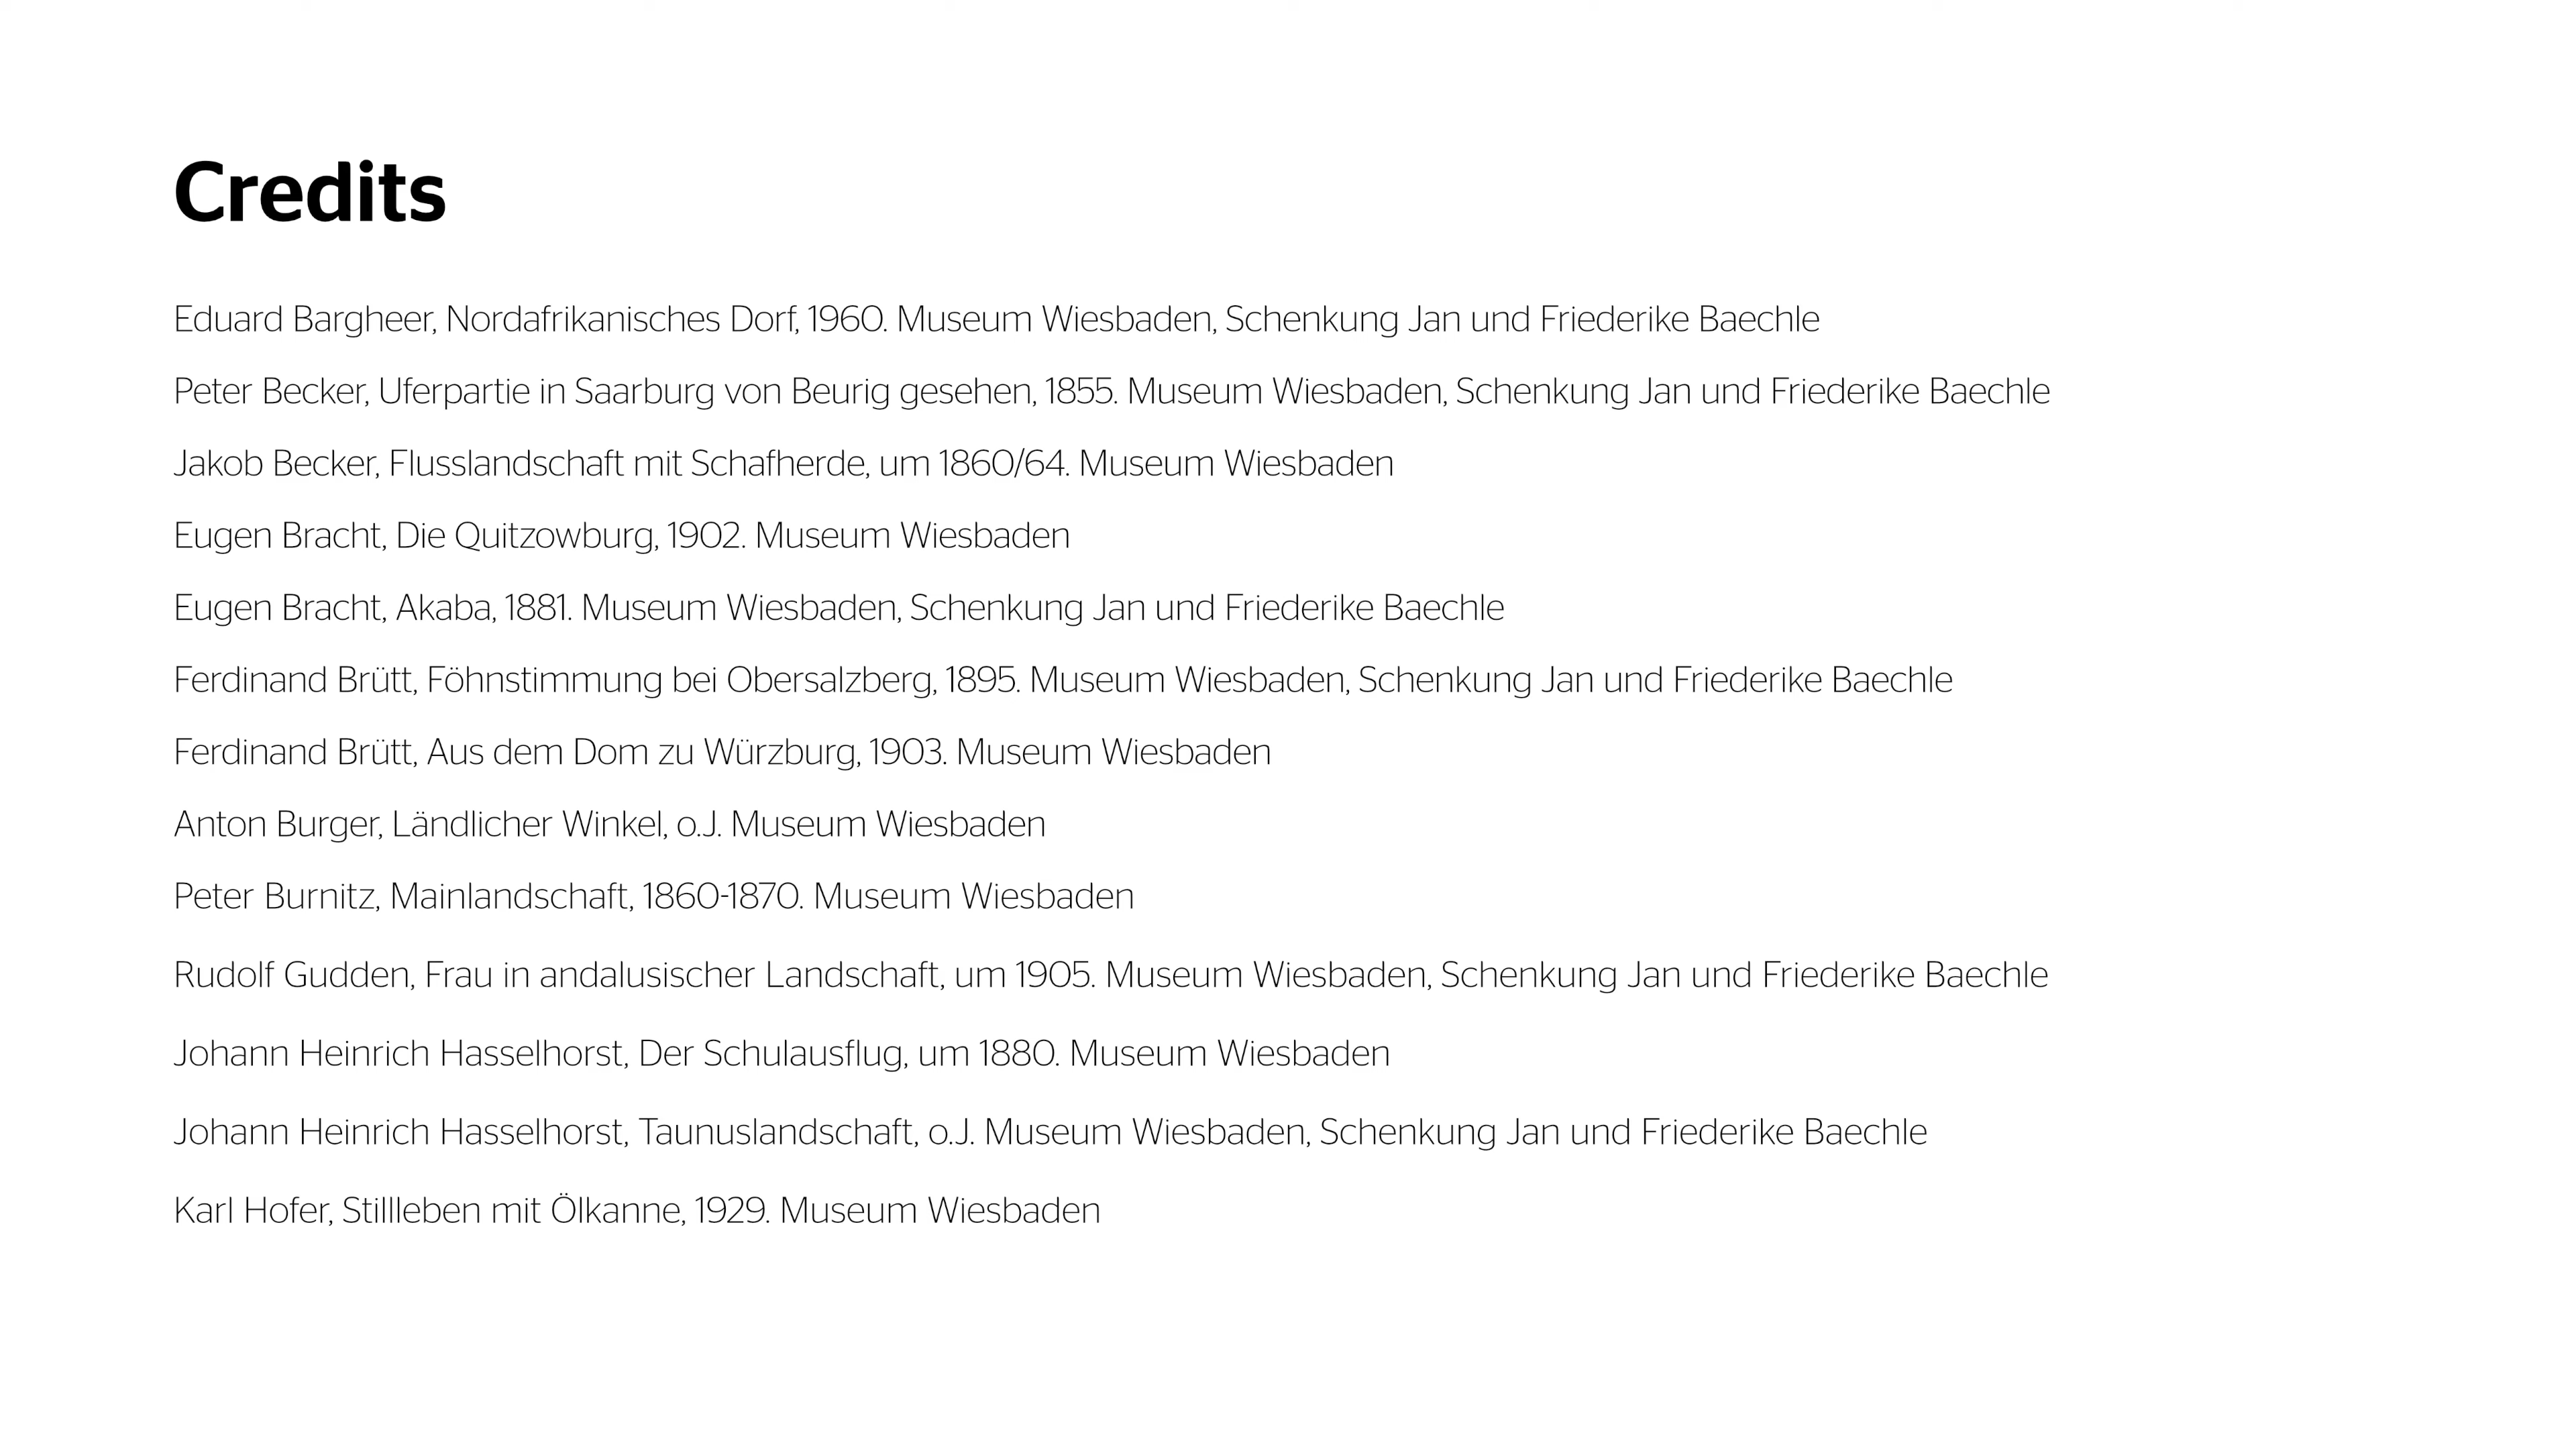 Credits
Eduard Bargheer, Nordafrikanisches Dorf, 1960. Museum Wiesbaden, Schenkung Jan und Friederike Baechle
Peter Becker, Uferpartie in Saarburg von Beurig gesehen, 1855. Museum Wiesbaden, Schenkung Jan und Friederike Baechle
Jakob Becker, Flusslandschaft mit Schafherde, um 1860/64. Museum Wiesbaden
Eugen Bracht, Die Quitzowburg, 1902. Museum Wiesbaden
Eugen Bracht, Akaba, 1881. Museum Wiesbaden, Schenkung Jan und Friederike Baechle
Ferdinand Brütt, Föhnstimmung bei Obersalzberg, 1895. Museum Wiesbaden, Schenkung Jan und Friederike Baechle
Ferdinand Brütt, Aus dem Dom zu Würzburg, 1903. Museum Wiesbaden
Anton Burger, Ländlicher Winkel, o.J. Museum Wiesbaden
Peter Burnitz, Mainlandschaft, 1860-1870. Museum Wiesbaden
Rudolf Gudden, Frau in andalusischer Landschaft, um 1905. Museum Wiesbaden, Schenkung Jan und Friederike Baechle
Johann Heinrich Hasselhorst, Der Schulausflug, um 1880. Museum Wiesbaden
Johann Heinrich Hasselhorst, Taunuslandschaft, o.J. Museum Wiesbaden, Schenkung Jan und Friederike Baechle
Karl Hofer, Stillleben mit Ölkanne, 1929. Museum Wiesbaden